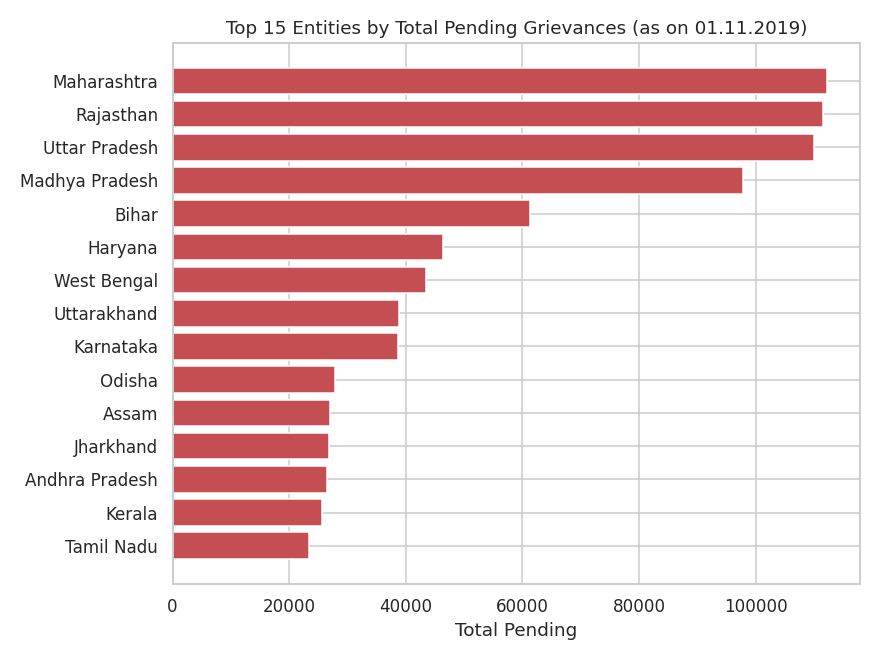 Top 15 Entities by Total Pending Grievances (as on 01.11.2019)
Maharashtra
Rajasthan
Uttar Pradesh
Madhya Pradesh
Bihar
Haryana
West Bengal
Uttarakhand
Karnataka
Odisha
Assam
Jharkhand
Andhra Pradesh
Kerala
Tamil Nadu
0 20000 40000 60000 80000 100000
Total Pending